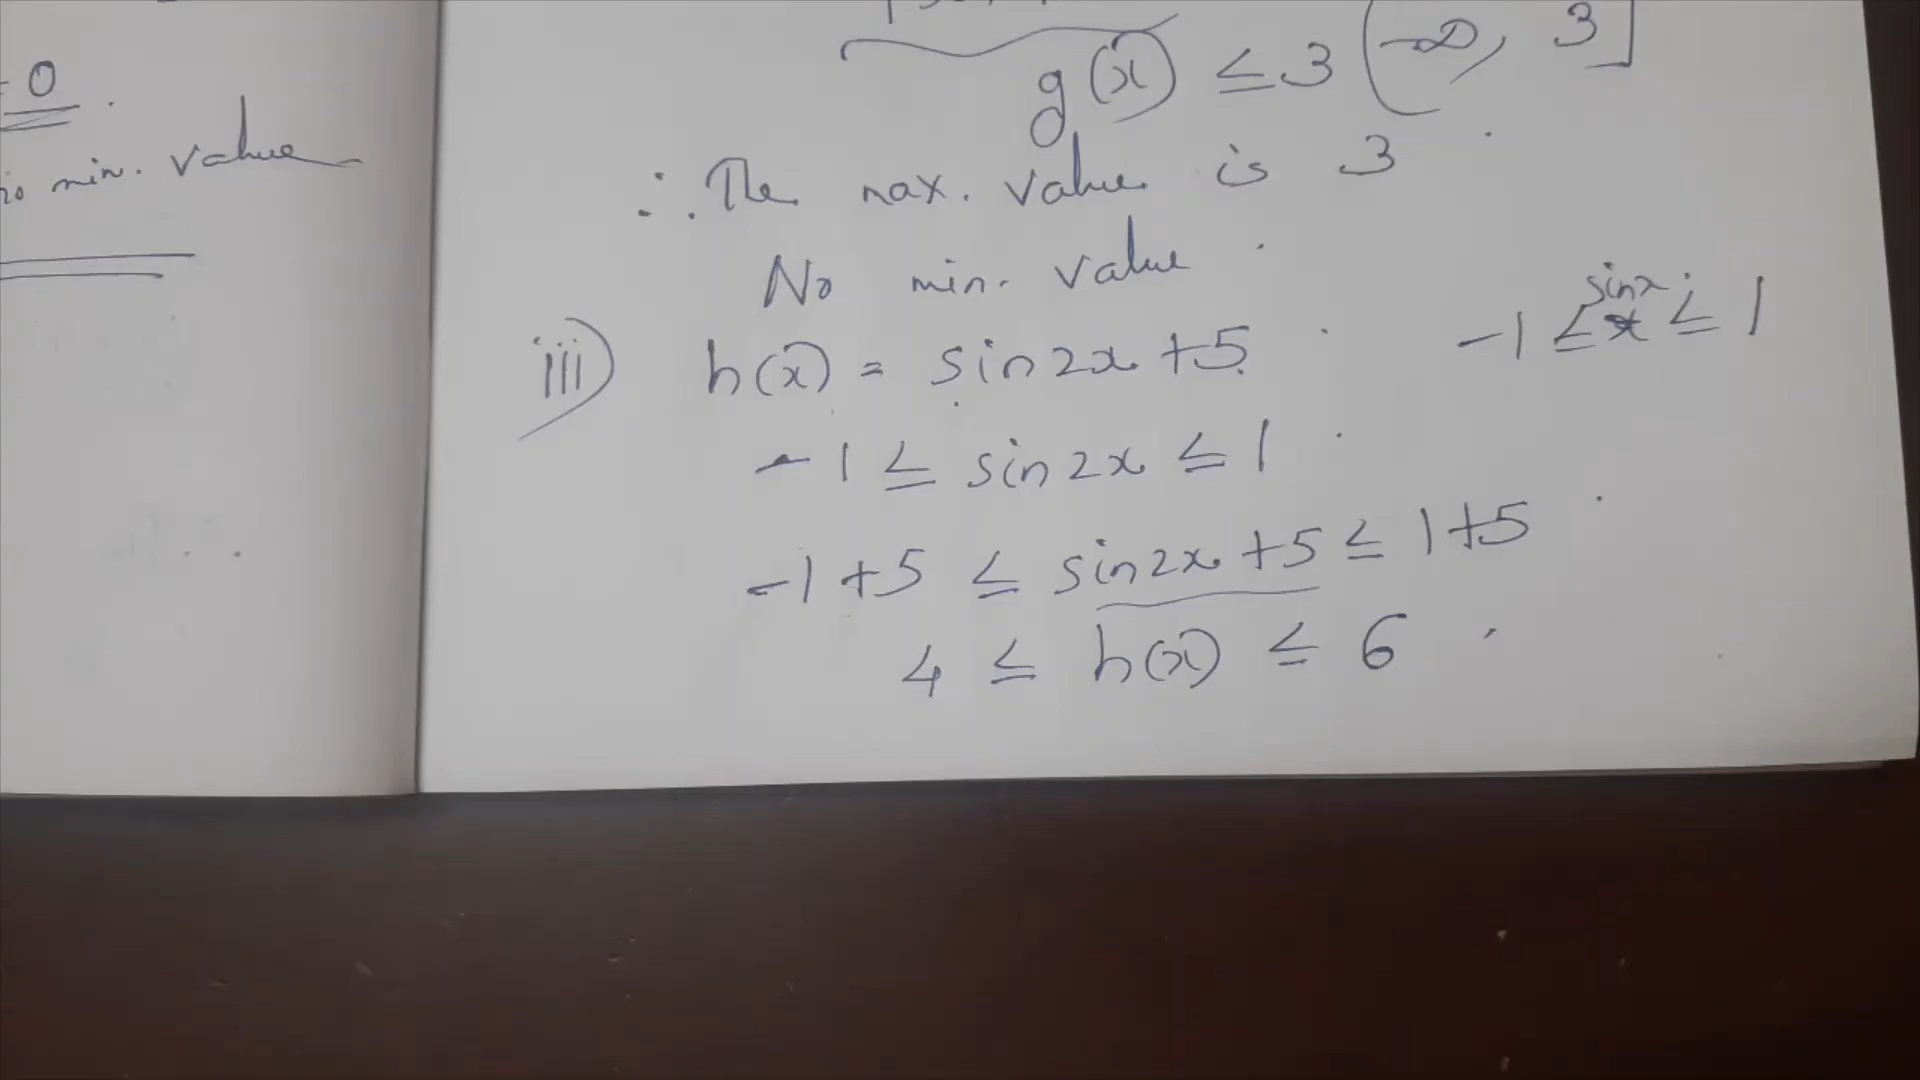 = 0
no min. value
g(x) ≤ 3 (-∞, 3]
∴ The max. value is 3
No min. value
iii) h(x) = sin2x + 5
-1 ≤ sinx ≤ 1
-1 ≤ sin2x ≤ 1
-1+5 ≤ sin2x+5 ≤ 1+5
4 ≤ h(x) ≤ 6